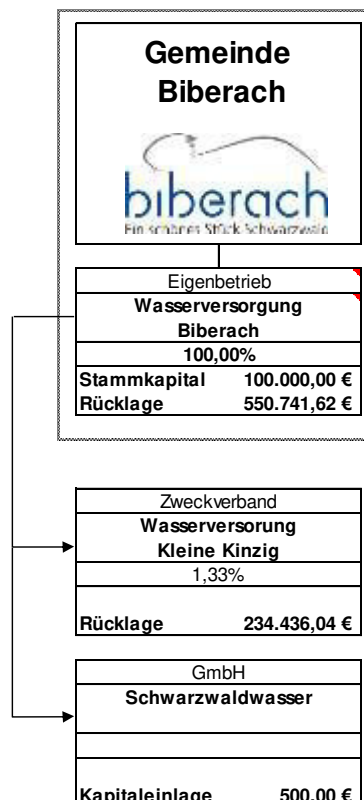 Gemeinde
Biberach
biberach
Ein schönes Stück Schwarzwald
Eigenbetrieb
Wasserversorgung
Biberach
100,00%
Stammkapital 100.000,00 €
Rücklage 550.741,62 €
Zweckverband
Wasserversorung
Kleine Kinzig
1,33%
Rücklage 234.436,04 €
GmbH
Schwarzwaldwasser
Kapitaleinlage 500,00 €